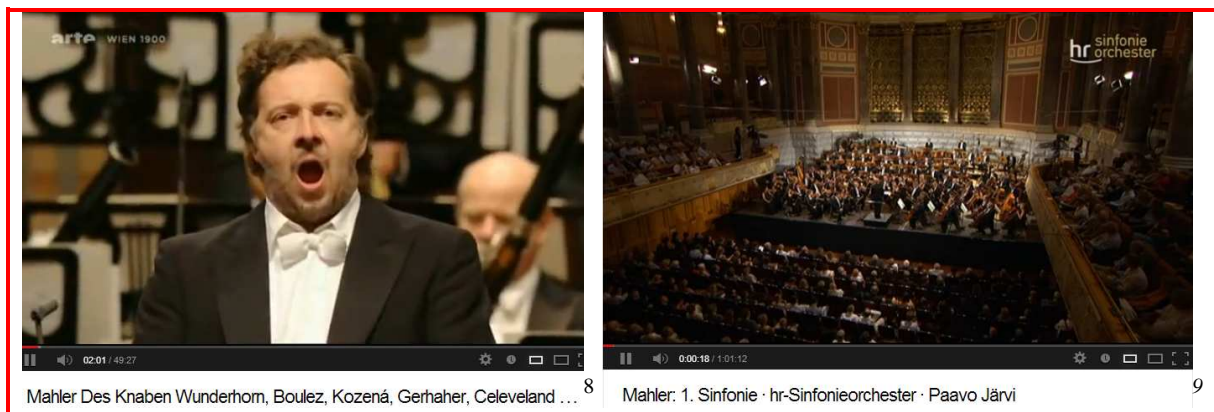 arte WIEN 1900
02:01 / 49:27
Mahler Des Knaben Wunderhorn, Boulez, Kozená, Gerhaher, Celeveland ... 8
hr sinfonie
orchester
0:00:18 / 1:01:12
Mahler: 1. Sinfonie · hr-Sinfonieorchester · Paavo Järvi 9